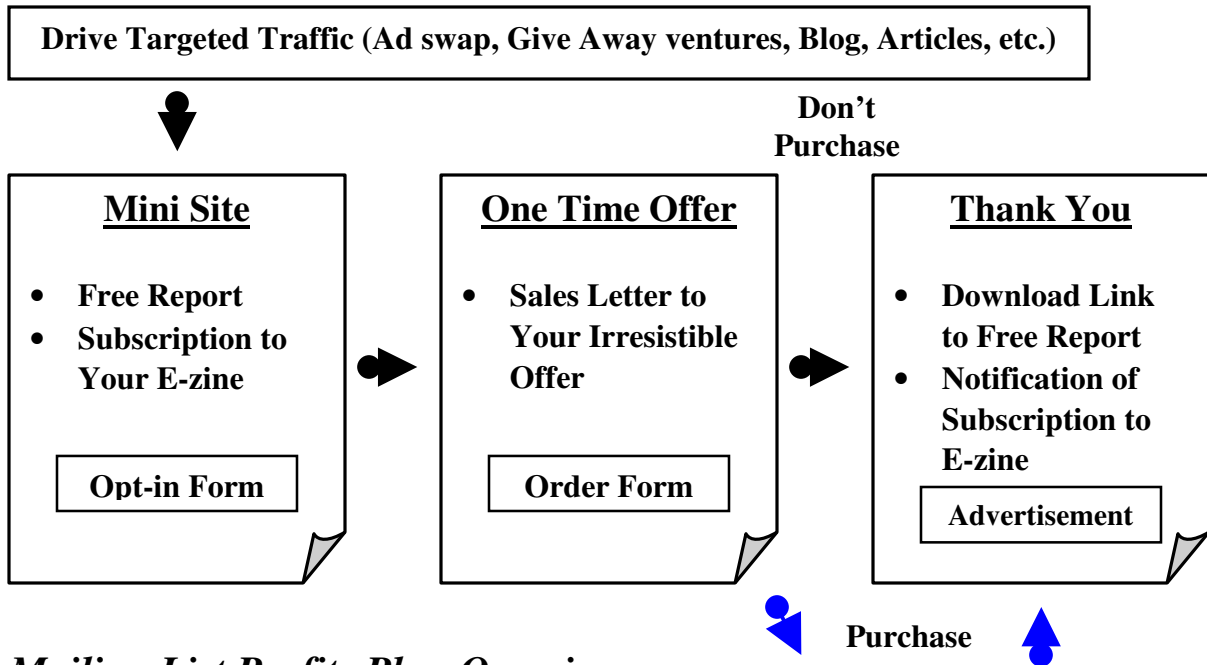 Drive Targeted Traffic (Ad swap, Give Away ventures, Blog, Articles, etc.)
Don’t
Purchase
Mini Site
• Free Report
• Subscription to
Your E-zine
Opt-in Form
One Time Offer
• Sales Letter to
Your Irresistible
Offer
Order Form
Thank You
• Download Link
to Free Report
• Notification of
Subscription to
E-zine
Advertisement
Purchase